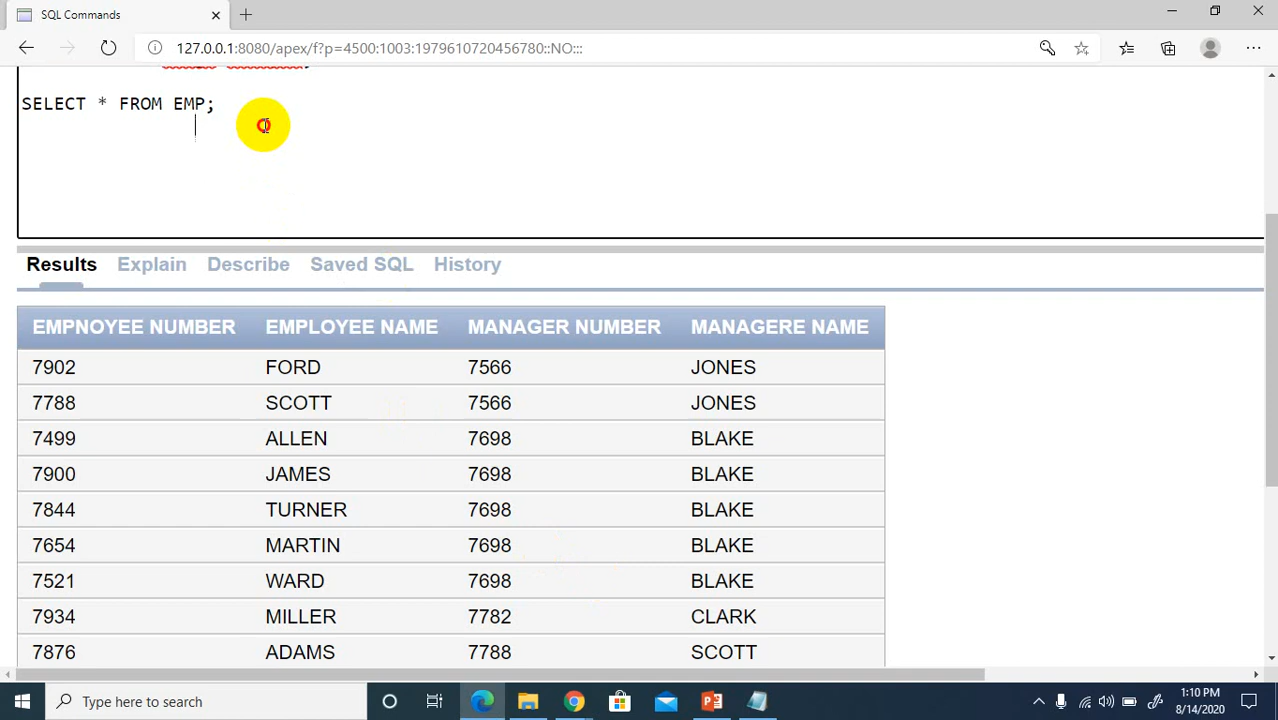 SQL Commands
127.0.0.1:8080/apex/f?p=4500:1003:1979610720456780::NO:::
SELECT * FROM EMP;
Results Explain Describe Saved SQL History
EMPNOYEE NUMBER EMPLOYEE NAME MANAGER NUMBER MANAGERE NAME
7902 FORD 7566 JONES
7788 SCOTT 7566 JONES
7499 ALLEN 7698 BLAKE
7900 JAMES 7698 BLAKE
7844 TURNER 7698 BLAKE
7654 MARTIN 7698 BLAKE
7521 WARD 7698 BLAKE
7934 MILLER 7782 CLARK
7876 ADAMS 7788 SCOTT
Type here to search
1:10 PM
8/14/2020